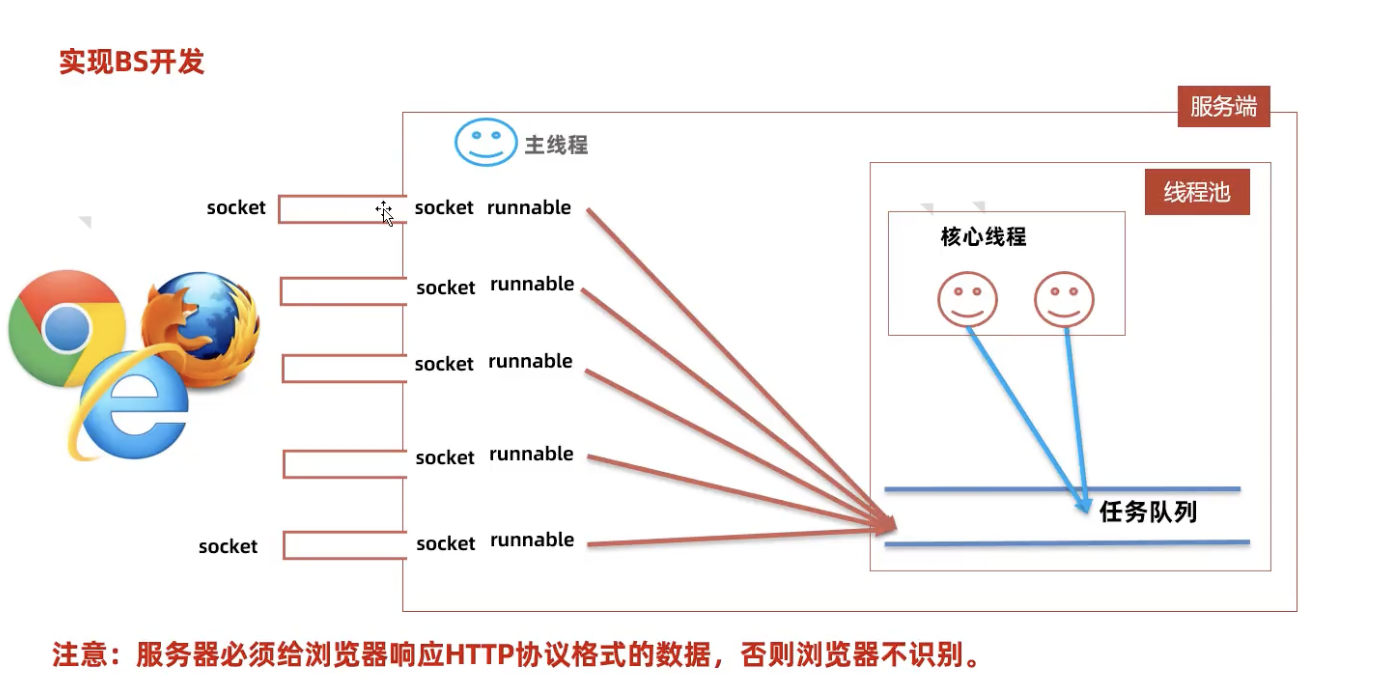 实现BS开发
服务端
主线程
线程池
socket socket runnable
核心线程
socket runnable
socket runnable
socket runnable
任务队列
socket socket runnable
注意：服务器必须给浏览器响应HTTP协议格式的数据，否则浏览器不识别。